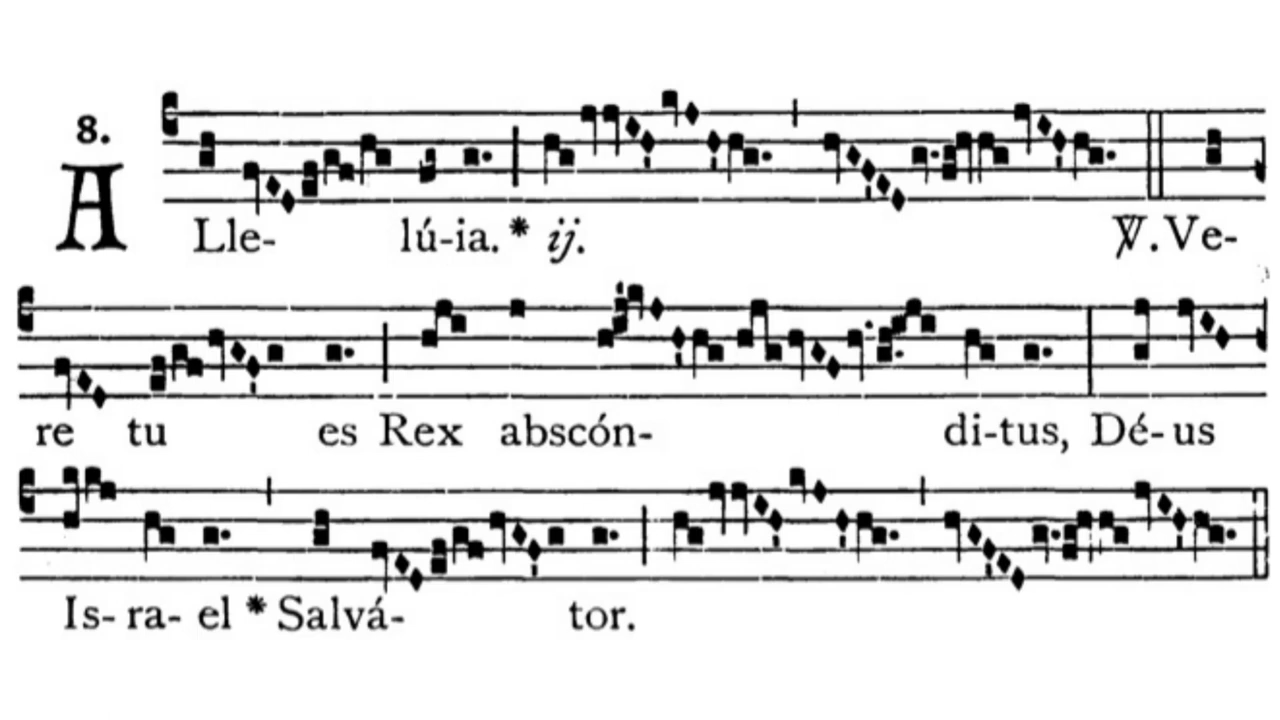 8.
A Lle- lú-ia. * ij. ℣. Ve-
re tu es Rex abscón- di-tus, Dé-us
Is- ra- el * Salvá- tor.